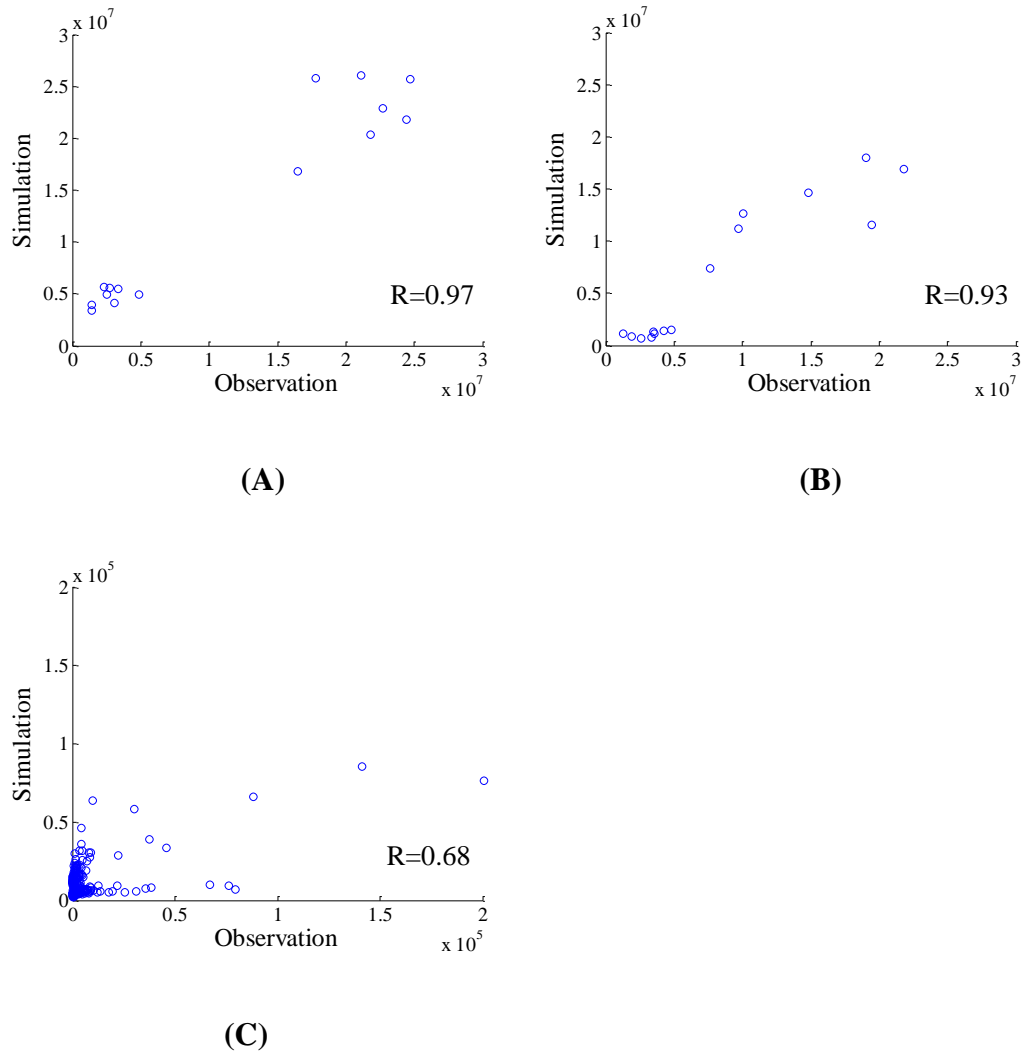 x 10^7
3
2.5
2
1.5
1
0.5
0
Simulation
R=0.97
0 0.5 1 1.5 2 2.5 3
Observation
x 10^7
(A)
x 10^7
3
2.5
2
1.5
1
0.5
0
Simulation
R=0.93
0 0.5 1 1.5 2 2.5 3
Observation
x 10^7
(B)
x 10^5
2
1.5
1
0.5
0
Simulation
R=0.68
0 0.5 1 1.5 2
Observation
x 10^5
(C)